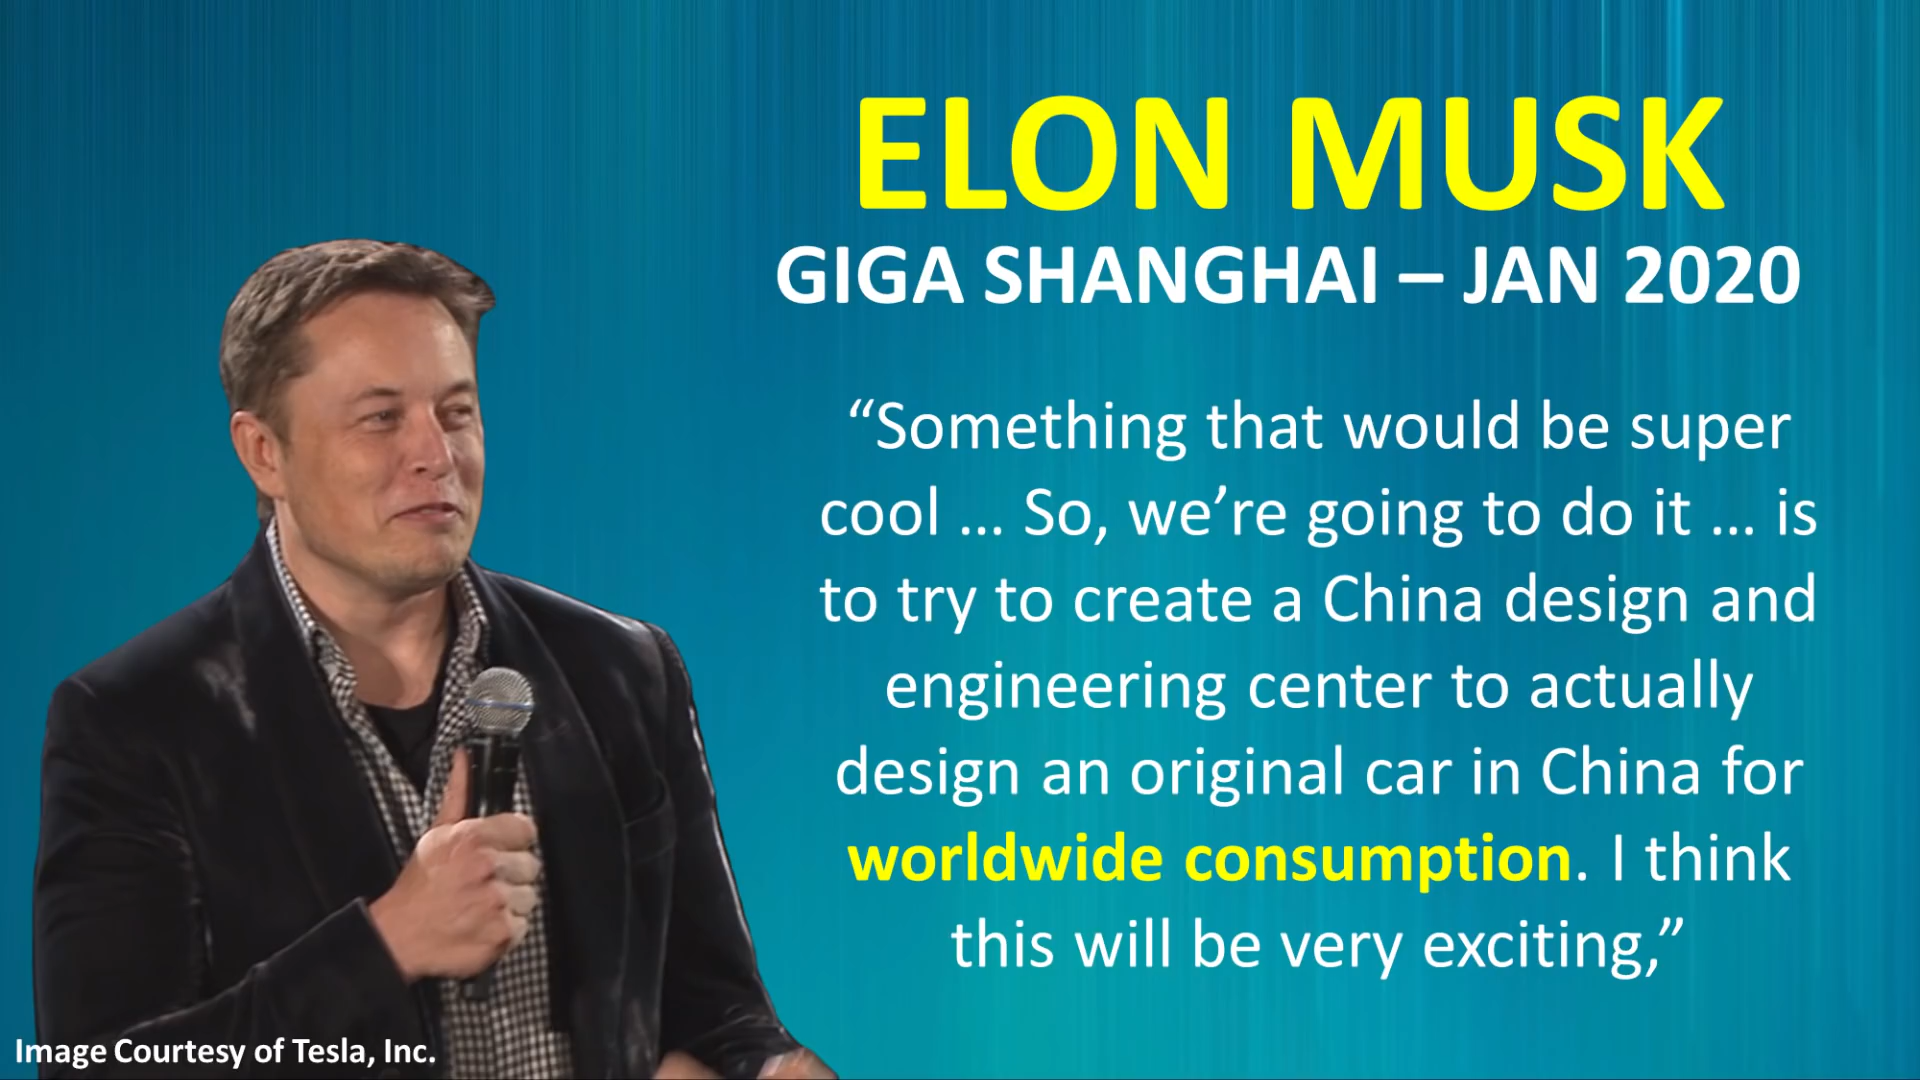 ELON MUSK
GIGA SHANGHAI – JAN 2020
“Something that would be super
cool ... So, we’re going to do it ... is
to try to create a China design and
engineering center to actually
design an original car in China for
worldwide consumption. I think
this will be very exciting,”
Image Courtesy of Tesla, Inc.